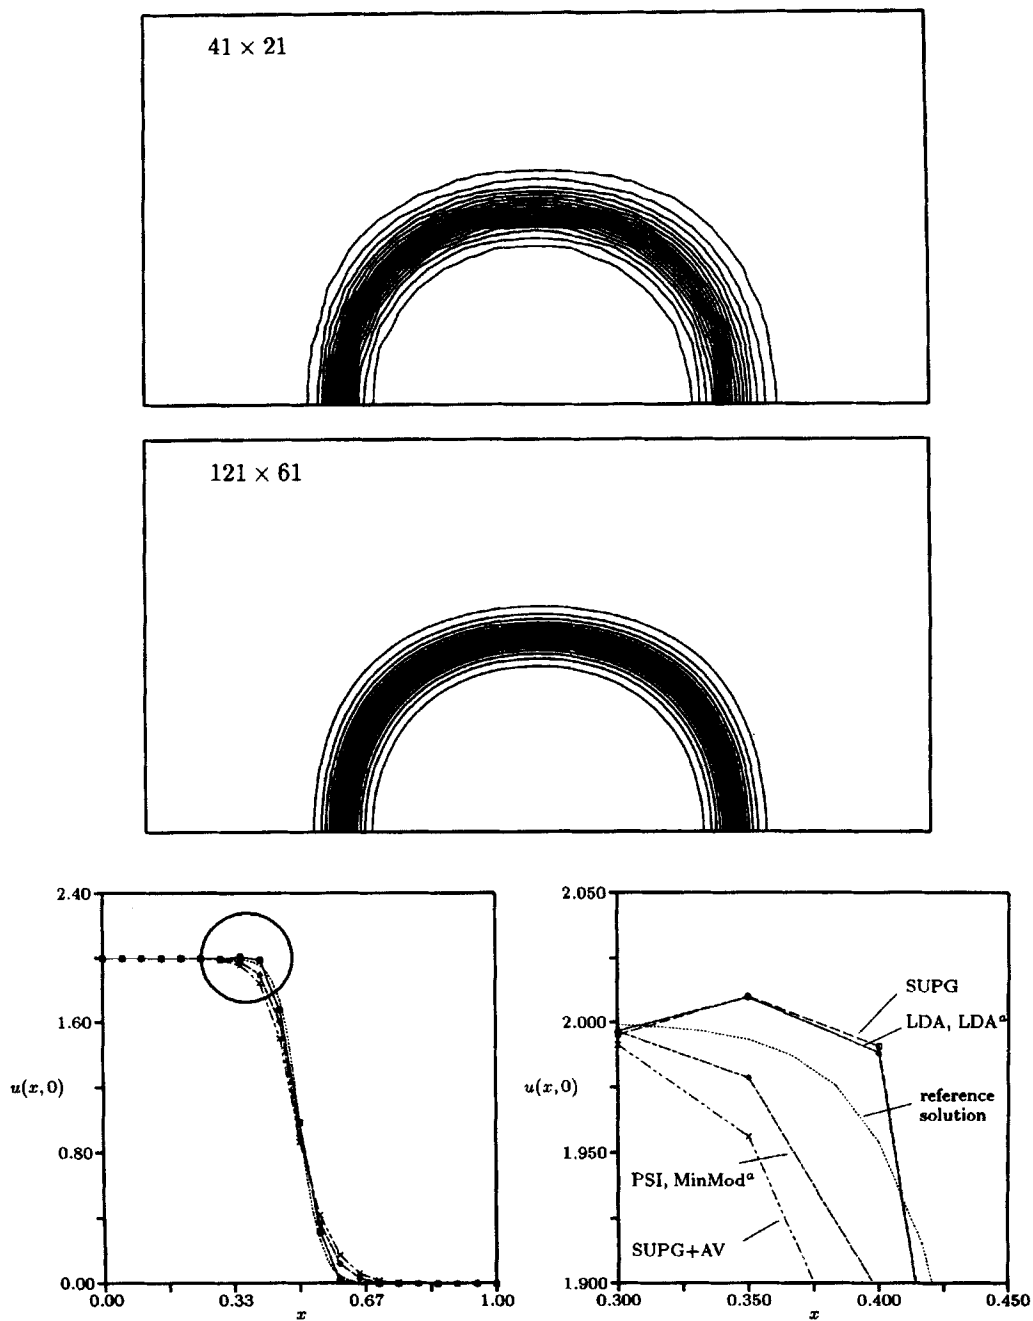 41 × 21
121 × 61
2.40
1.60
u(x, 0)
0.80
0.00
0.00
0.33
0.67
1.00
x
2.050
2.000
u(x, 0)
1.950
1.900
0.300
0.350
0.400
0.450
x
SUPG
LDA, LDAᵃ
reference
solution
PSI, MinModᵃ
SUPG+AV